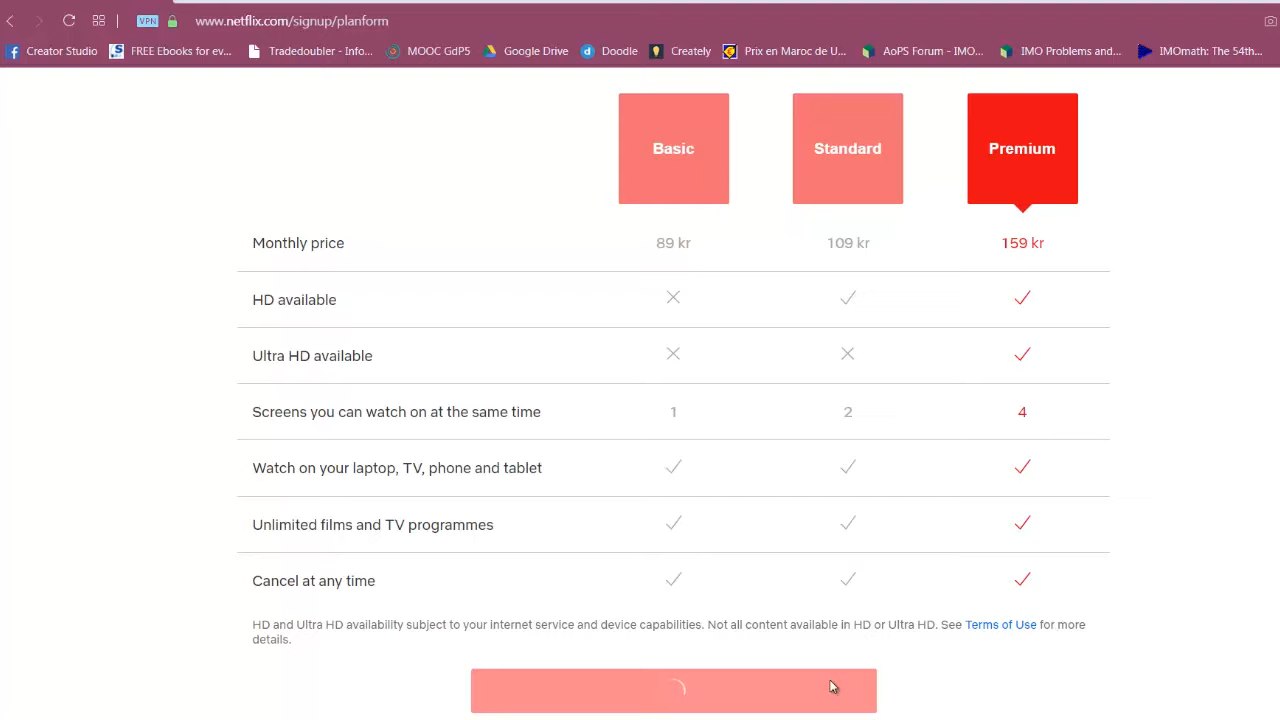 VPN www.netflix.com/signup/planform
Creator Studio FREE Ebooks for ev... Tradedoubler - Info... MOOC GdP5 Google Drive Doodle Creately Prix en Maroc de U... AoPS Forum - IMO... IMO Problems and... IMOmath: The 54th...
Basic Standard Premium
Monthly price 89 kr 109 kr 159 kr
HD available
Ultra HD available
Screens you can watch on at the same time 1 2 4
Watch on your laptop, TV, phone and tablet
Unlimited films and TV programmes
Cancel at any time
HD and Ultra HD availability subject to your internet service and device capabilities. Not all content available in HD or Ultra HD. See Terms of Use for more
details.